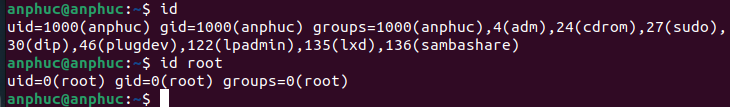 anphuc@anphuc:~$ id
uid=1000(anphuc) gid=1000(anphuc) groups=1000(anphuc),4(adm),24(cdrom),27(sudo),
30(dip),46(plugdev),122(lpadmin),135(lxd),136(sambashare)
anphuc@anphuc:~$ id root
uid=0(root) gid=0(root) groups=0(root)
anphuc@anphuc:~$